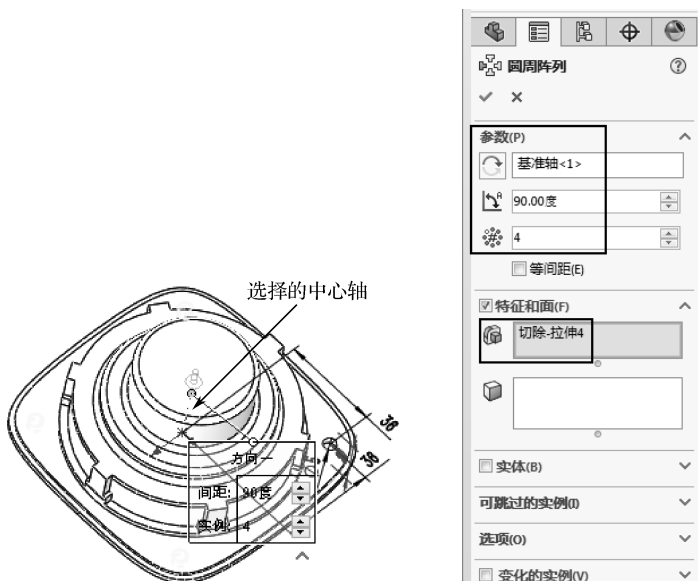 圆周阵列
参数(P)
基准轴<1>
90.00度
4
等间距(E)
特征和面(F)
切除-拉伸4
实体(B)
可跳过的实例(I)
选项(O)
变化的实例(V)
选择的中心轴
38
38
方向一
间距: 90度
实例: 4